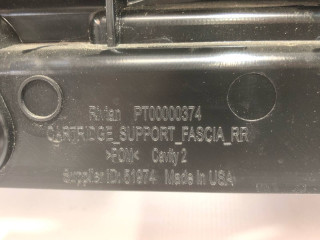 Rivian PT00000374
CARTRIDGE_SUPPORT_FASCIA_RR
>POM< Cavity 2
Supplier ID: 51974 Made in USA